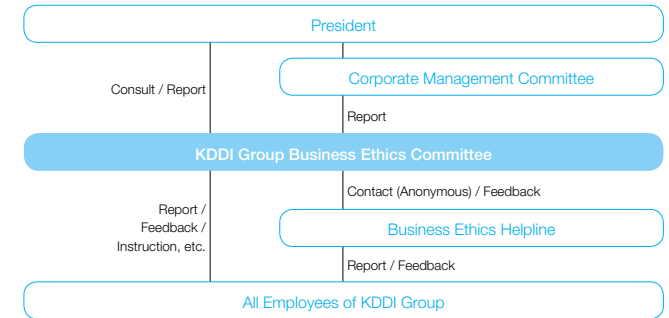 President
Corporate Management Committee
Consult / Report
Report
KDDI Group Business Ethics Committee
Contact (Anonymous) / Feedback
Report /
Feedback /
Instruction, etc.
Business Ethics Helpline
Report / Feedback
All Employees of KDDI Group